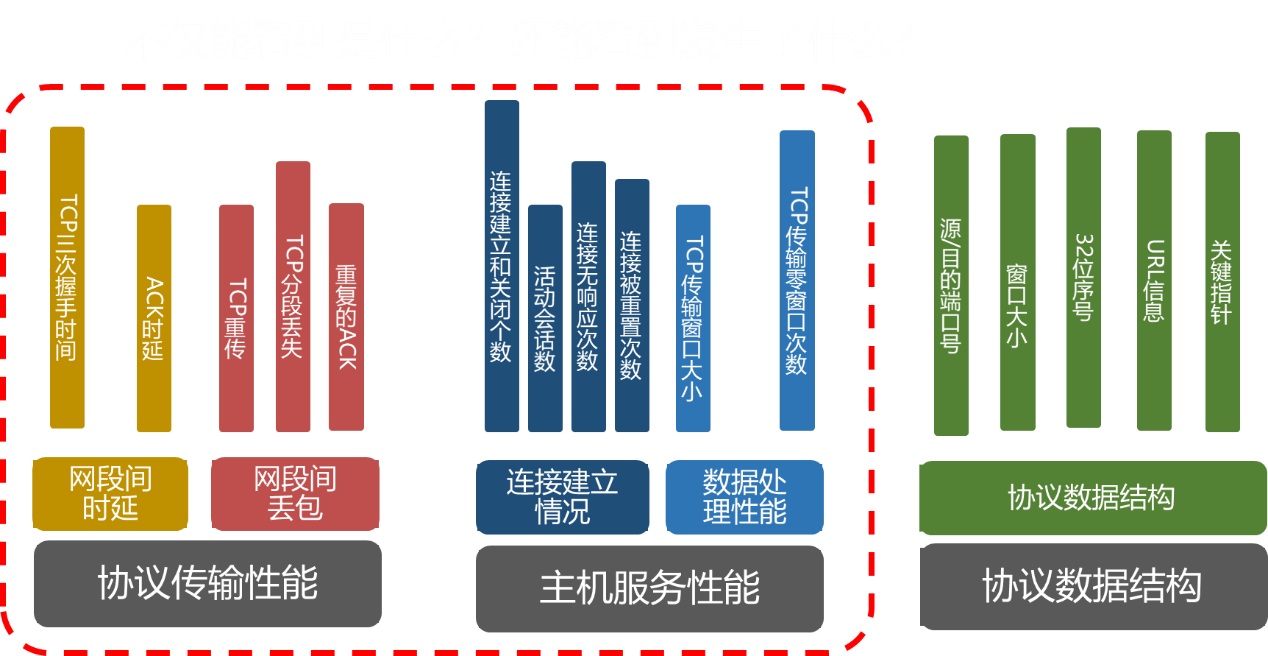 TCP三次握手时间
ACK时延
TCP重传
TCP分段丢失
重复的ACK
连接建立和关闭个数
活动会话数
连接无响应次数
连接被重置次数
TCP传输窗口大小
TCP传输零窗口次数
源/目的端口号
窗口大小
32位序号
URL信息
关键指针
网段间
时延
网段间
丢包
连接建立
情况
数据处
理性能
协议数据结构
协议传输性能
主机服务性能
协议数据结构